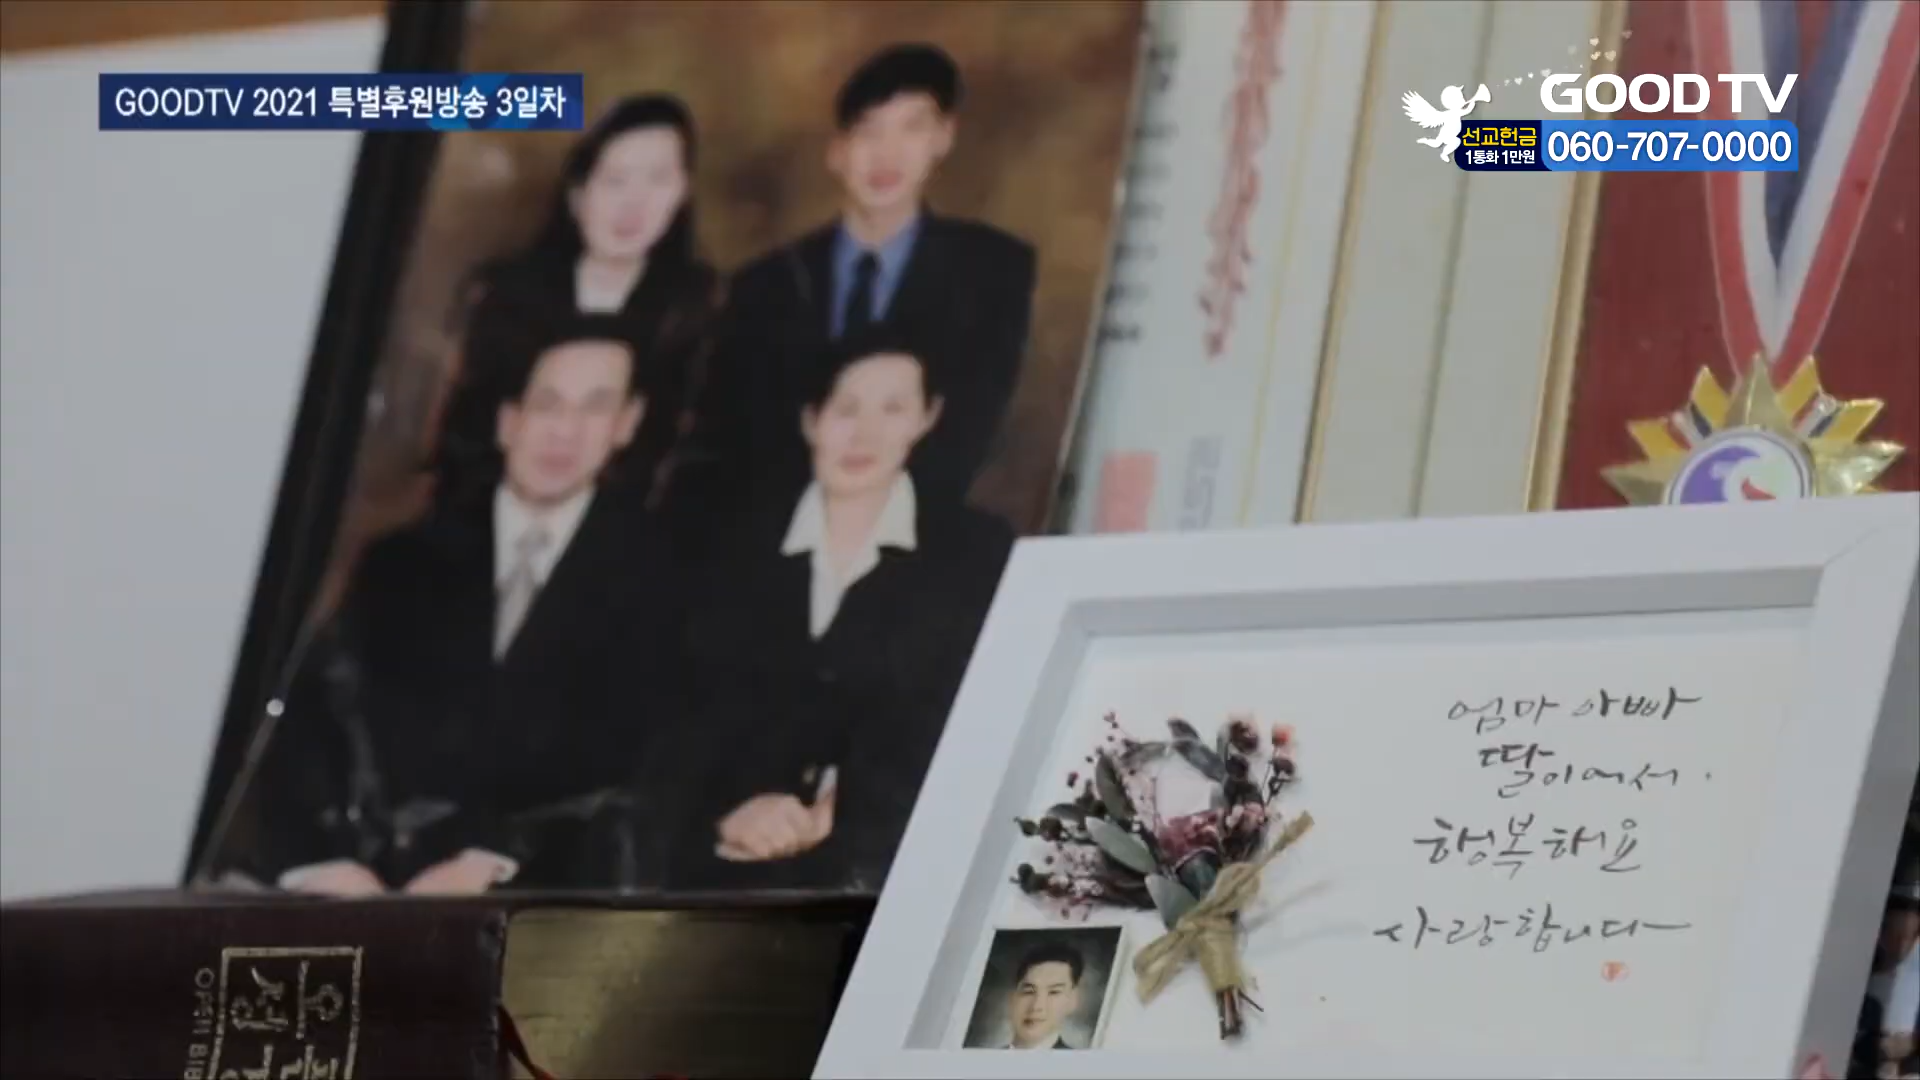 GOODTV 2021 특별후원방송 3일차
GOOD TV
선교헌금
1통화 1만원
060-707-0000
엄마 아빠
딸이어서
행복해요
사랑합니다